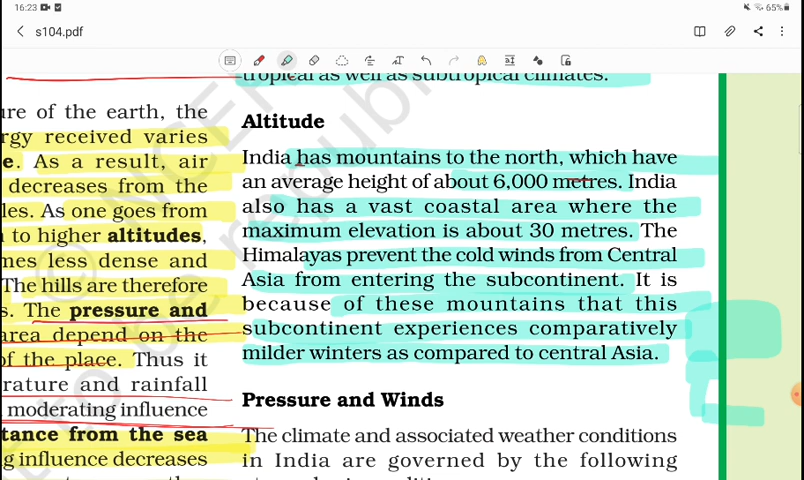 16:23
65%
s104.pdf
tropical as well as subtropical climates.
ure of the earth, the
rgy received varies
e. As a result, air
decreases from the
les. As one goes from
to higher altitudes,
mes less dense and
The hills are therefore
s. The pressure and
area depend on the
of the place. Thus it
rature and rainfall
moderating influence
tance from the sea
g influence decreases
Altitude
India has mountains to the north, which have
an average height of about 6,000 metres. India
also has a vast coastal area where the
maximum elevation is about 30 metres. The
Himalayas prevent the cold winds from Central
Asia from entering the subcontinent. It is
because of these mountains that this
subcontinent experiences comparatively
milder winters as compared to central Asia.
Pressure and Winds
The climate and associated weather conditions
in India are governed by the following